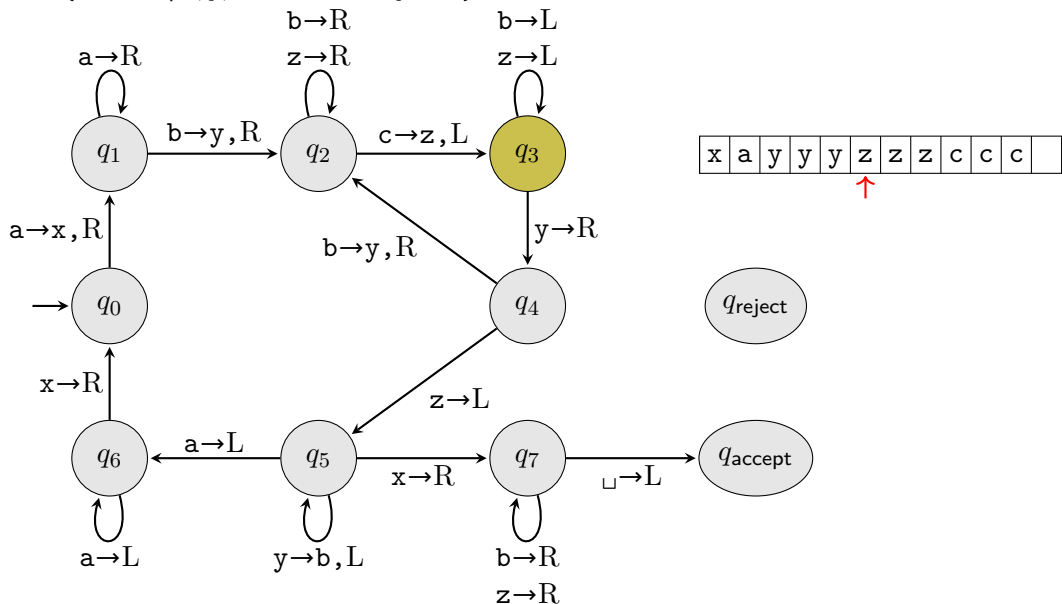 b→R
z→R
b→L
z→L
a→R
q1
b→y,R
q2
c→z,L
q3
x a y y y z z z c c c
↑
a→x,R
b→y,R
y→R
q0
q4
qreject
x→R
z→L
q6
a→L
q5
x→R
q7
␣→L
qaccept
a→L
y→b,L
b→R
z→R